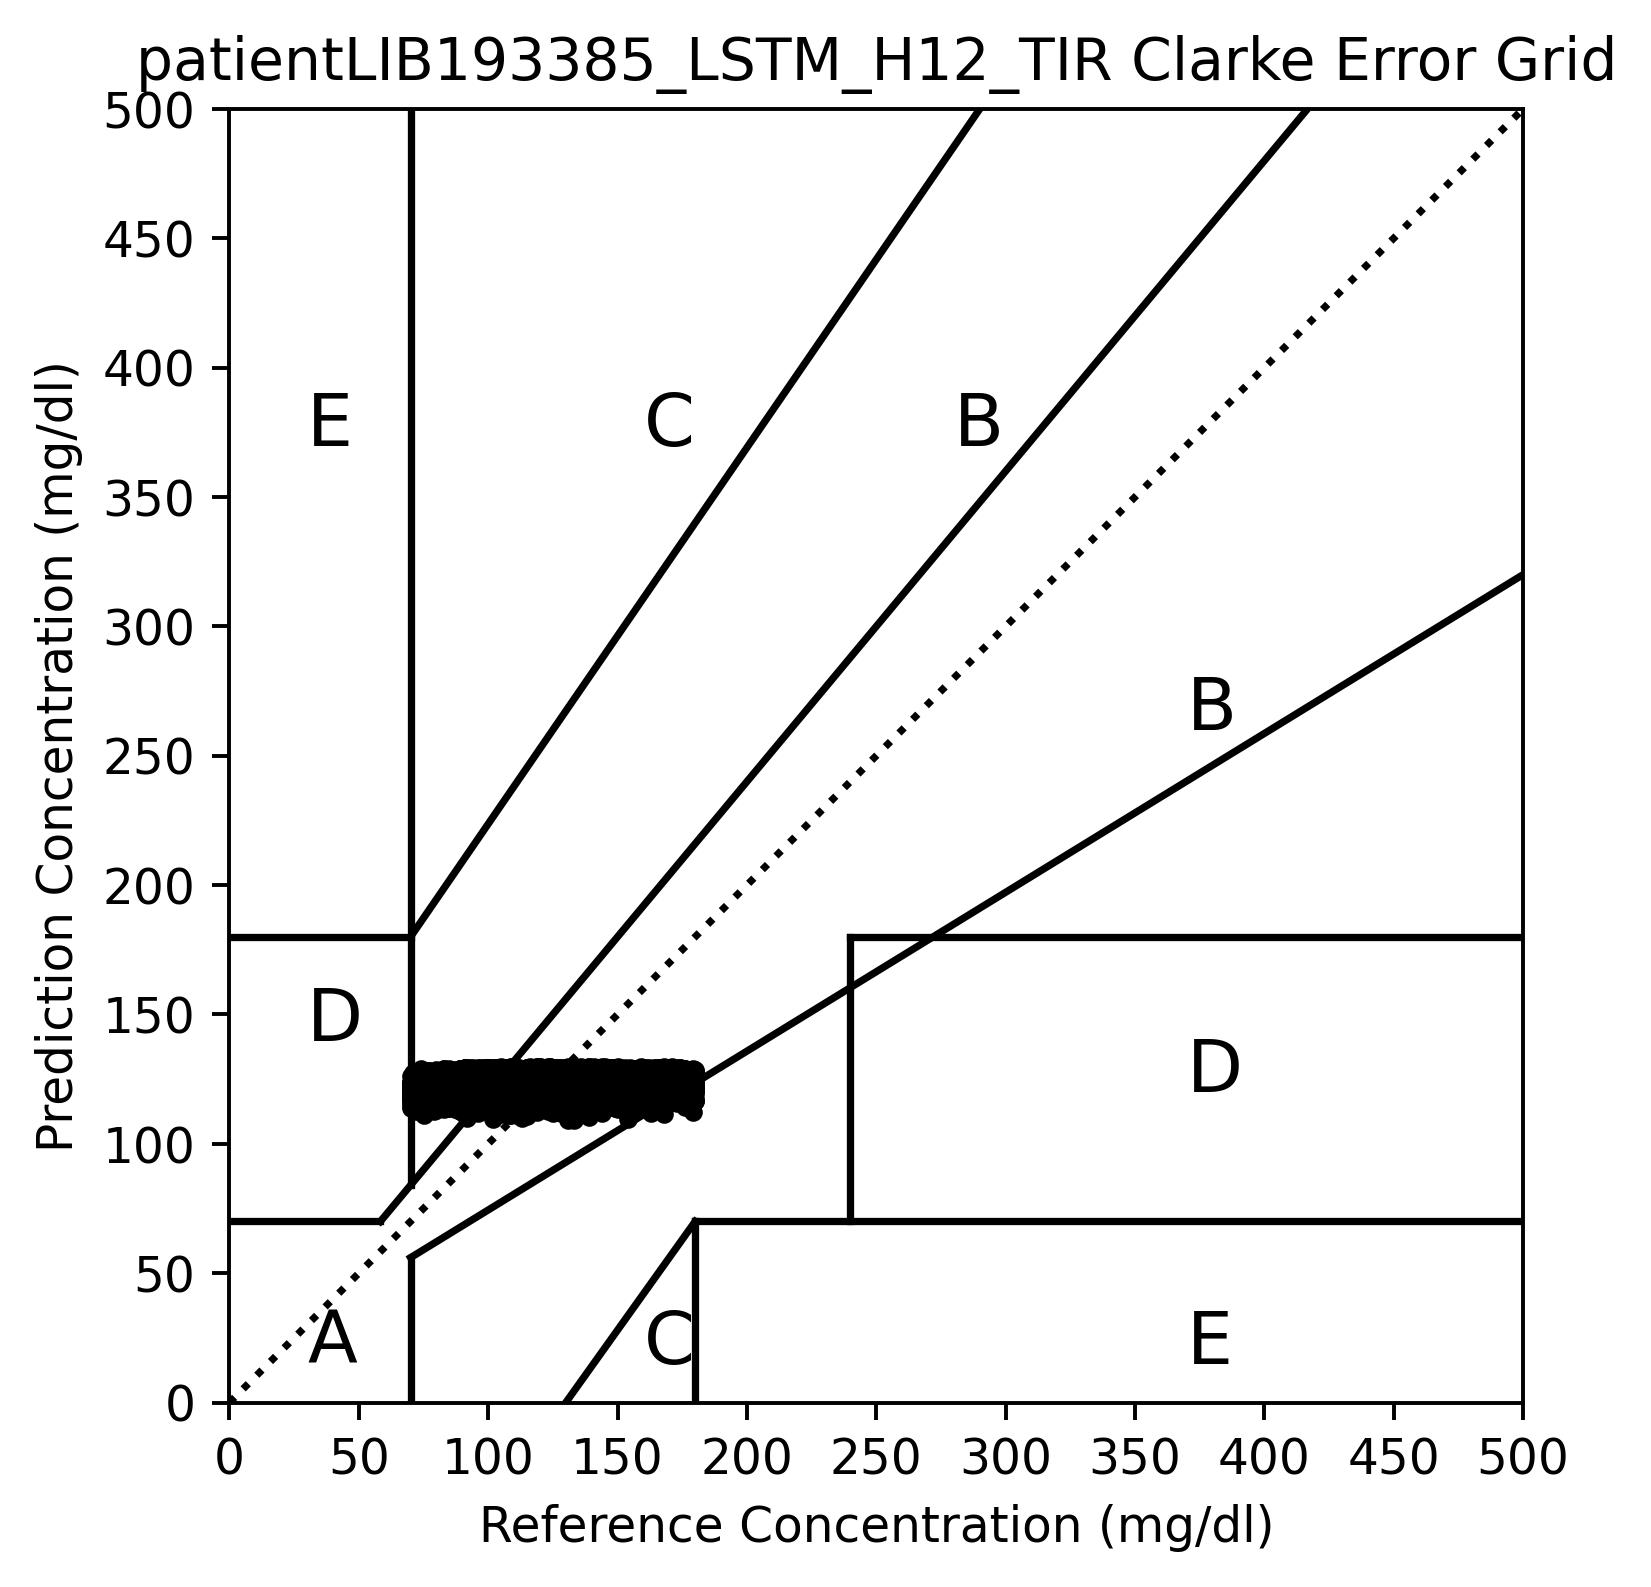 patientLIB193385_LSTM_H12_TIR Clarke Error Grid
500
450
400
350
300
250
200
150
100
50
0
Prediction Concentration (mg/dl)
E
C
B
B
D
D
A
C
E
0 50 100 150 200 250 300 350 400 450 500
Reference Concentration (mg/dl)